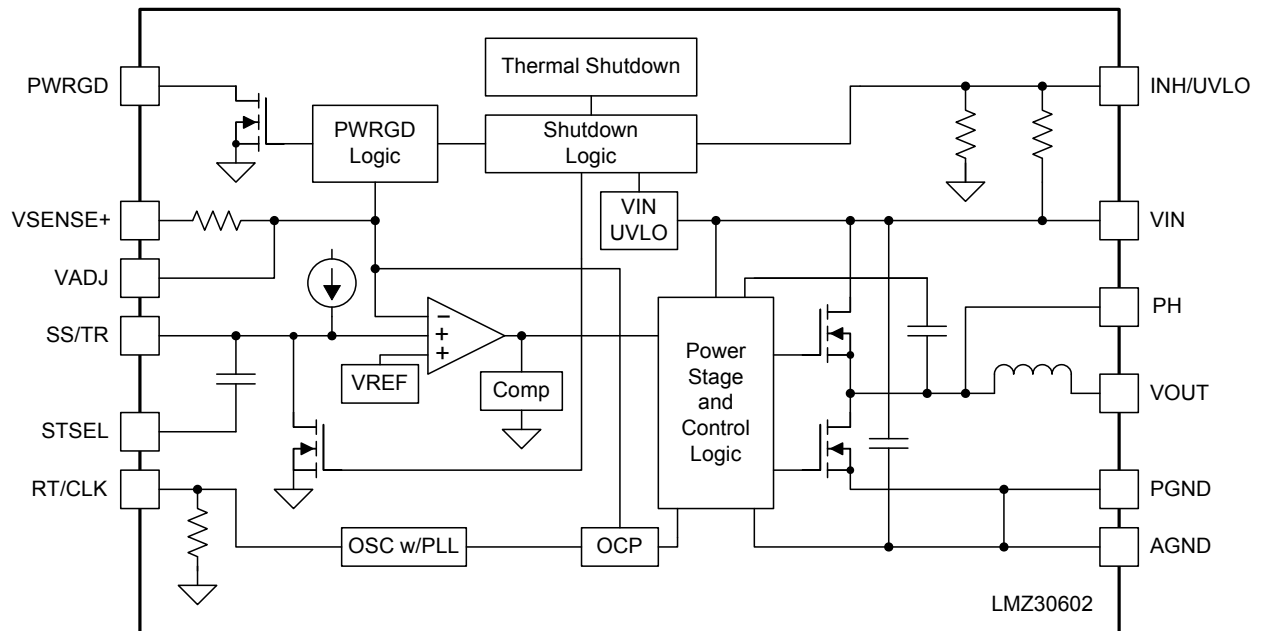 Thermal Shutdown
PWRGD
INH/UVLO
PWRGD
Logic
Shutdown
Logic
VSENSE+
VIN
UVLO
VIN
VADJ
PH
SS/TR
−
+
+
VREF
Comp
Power
Stage
and
Control
Logic
VOUT
STSEL
RT/CLK
PGND
OSC w/PLL
OCP
AGND
LMZ30602